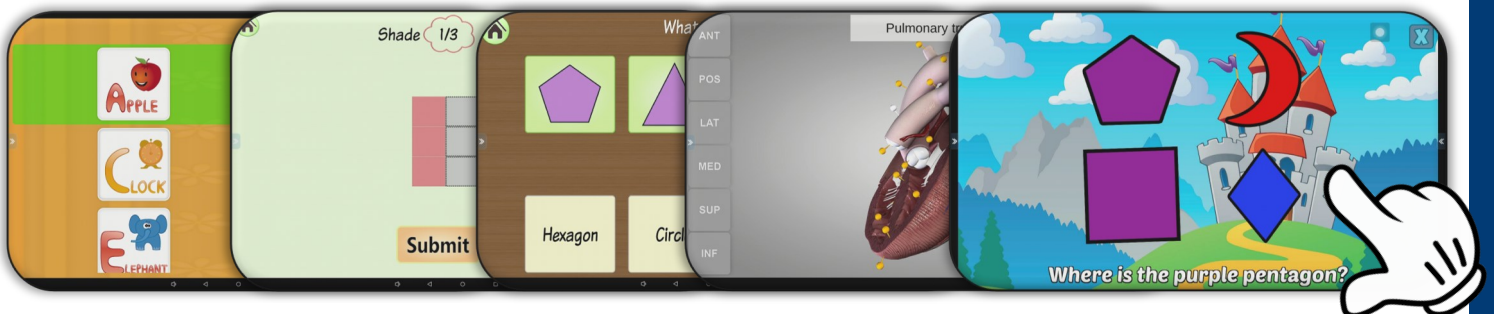 APPLE
CLOCK
ELEPHANT
Shade 1/3
Submit
What
Hexagon
Circl
ANT
POS
LAT
MED
SUP
INF
Pulmonary tr
X
Where is the purple pentagon?